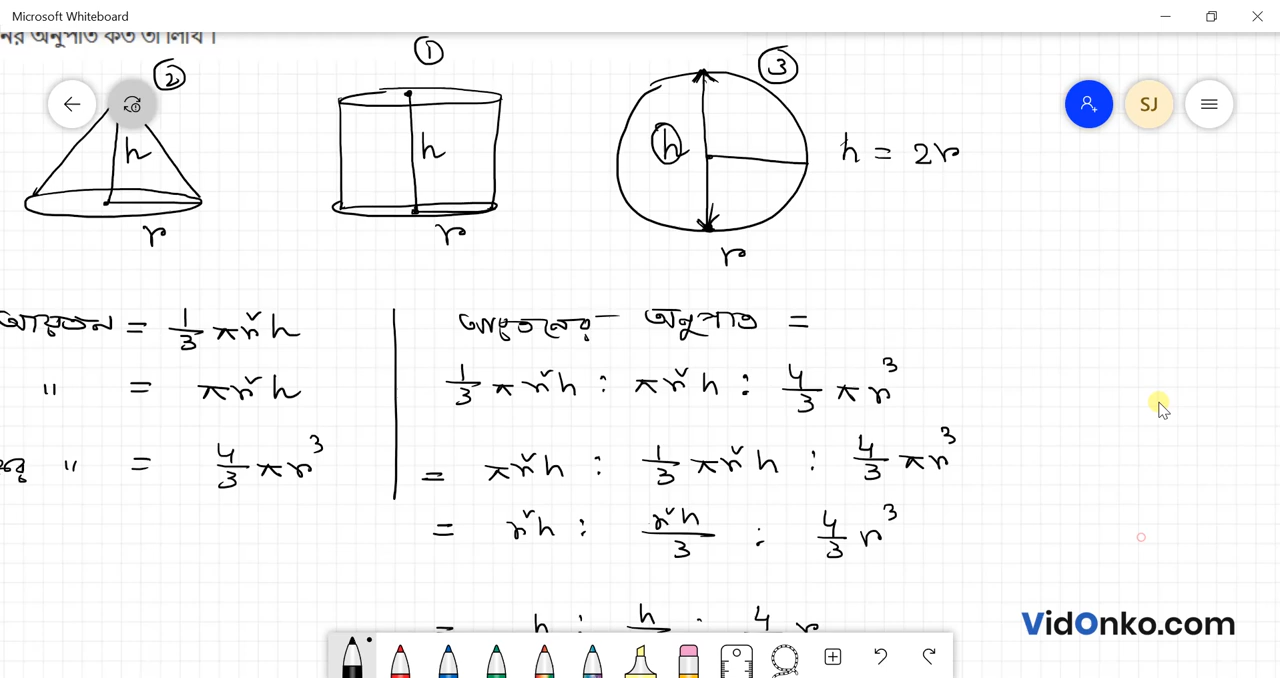 Microsoft Whiteboard
অনুপাত কত তা লিখ।
②
①
③
h
h
h
h = 2r
SJ
r
r
r
আয়তন = 1/3 πr²h
" = πr²h
" = 4/3 πr³
আয়তনের অনুপাত =
1/3 πr²h : πr²h : 4/3 πr³
= πr²h : 1/3 πr²h : 4/3 πr³
= r²h : r²h/3 : 4/3 r³
= h : h : 4 r
VidOnko.com